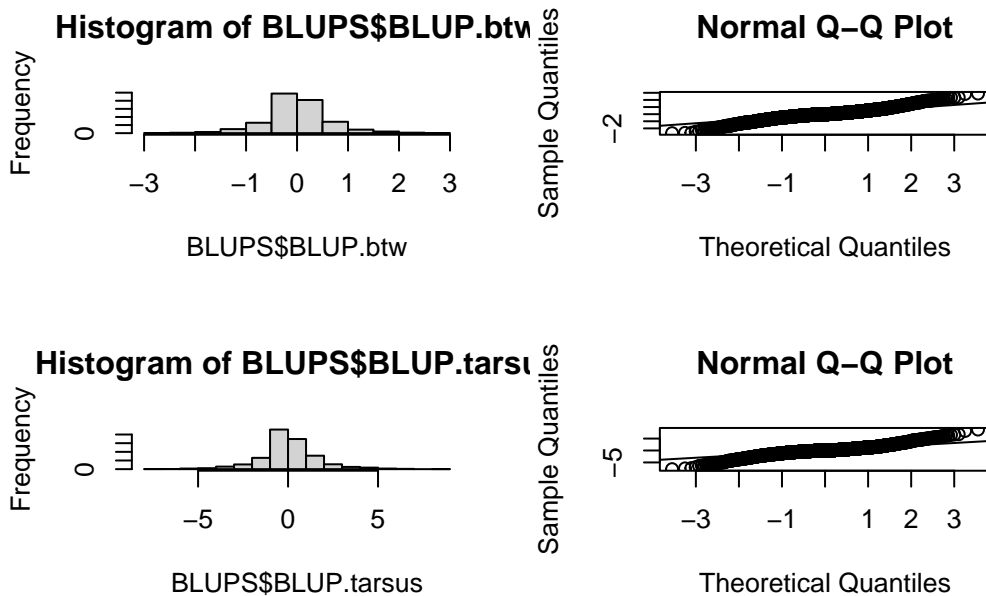 Histogram of BLUPS$BLUP.btw
Frequency
0
−3 −1 0 1 2 3
BLUPS$BLUP.btw
Normal Q−Q Plot
Sample Quantiles
−2
−3 −1 1 2 3
Theoretical Quantiles
Histogram of BLUPS$BLUP.tarsu
Frequency
0
−5 0 5
BLUPS$BLUP.tarsus
Normal Q−Q Plot
Sample Quantiles
−5
−3 −1 1 2 3
Theoretical Quantiles